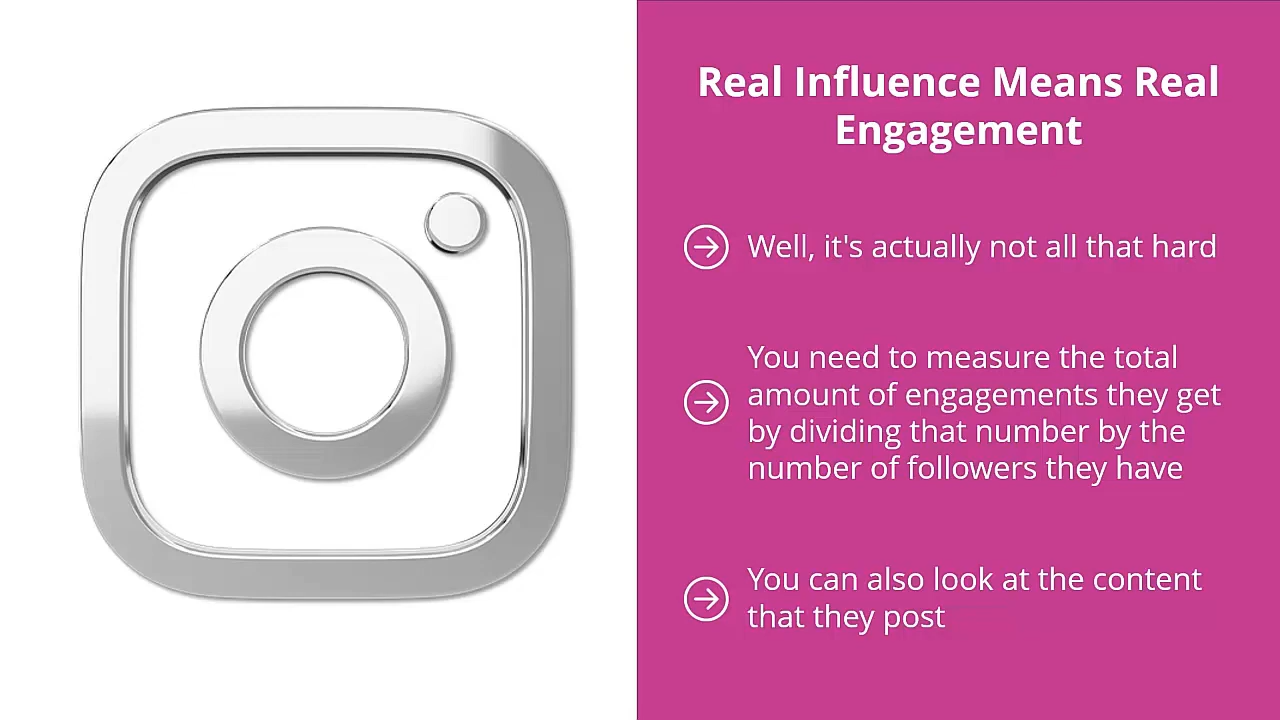 Real Influence Means Real
Engagement
Well, it's actually not all that hard
You need to measure the total
amount of engagements they get
by dividing that number by the
number of followers they have
You can also look at the content
that they post